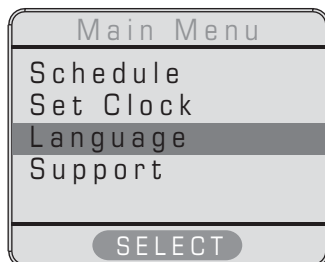 Main Menu
Schedule
Set Clock
Language
Support
SELECT